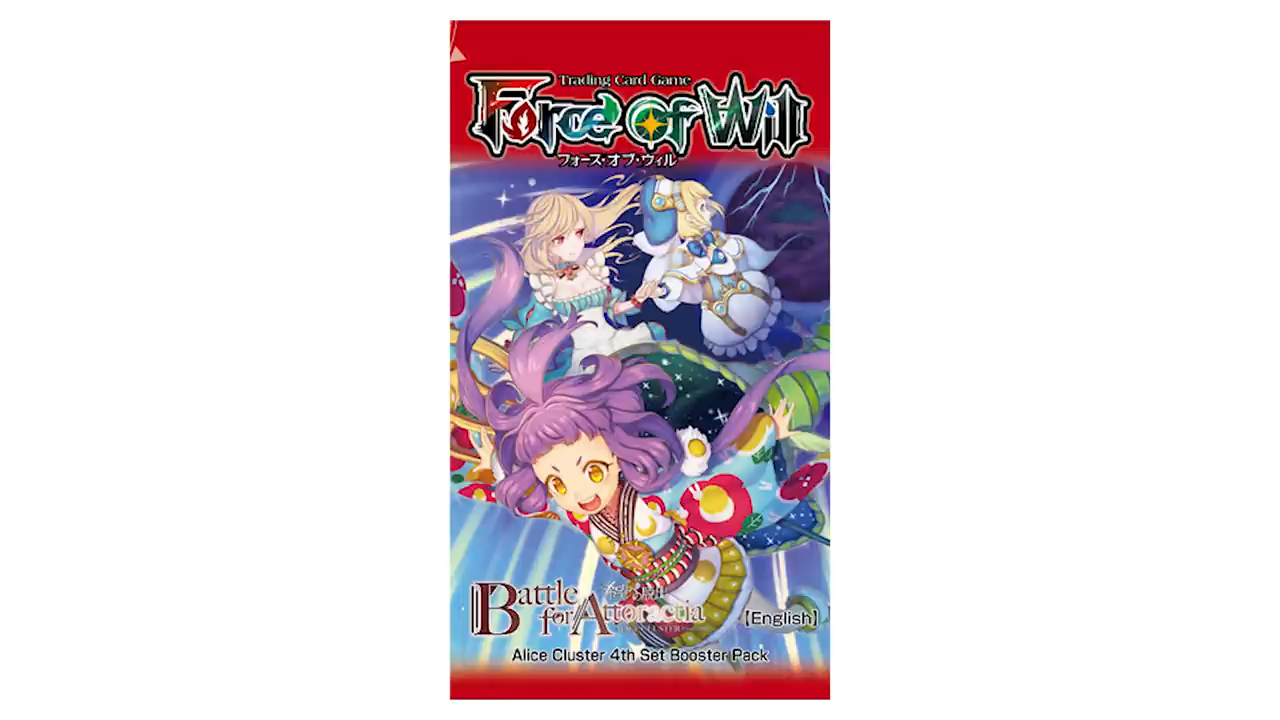 Trading Card Game
Force Of Will
フォース・オブ・ウィル
Battle
for Attoractia
【English】
Alice Cluster 4th Set Booster Pack